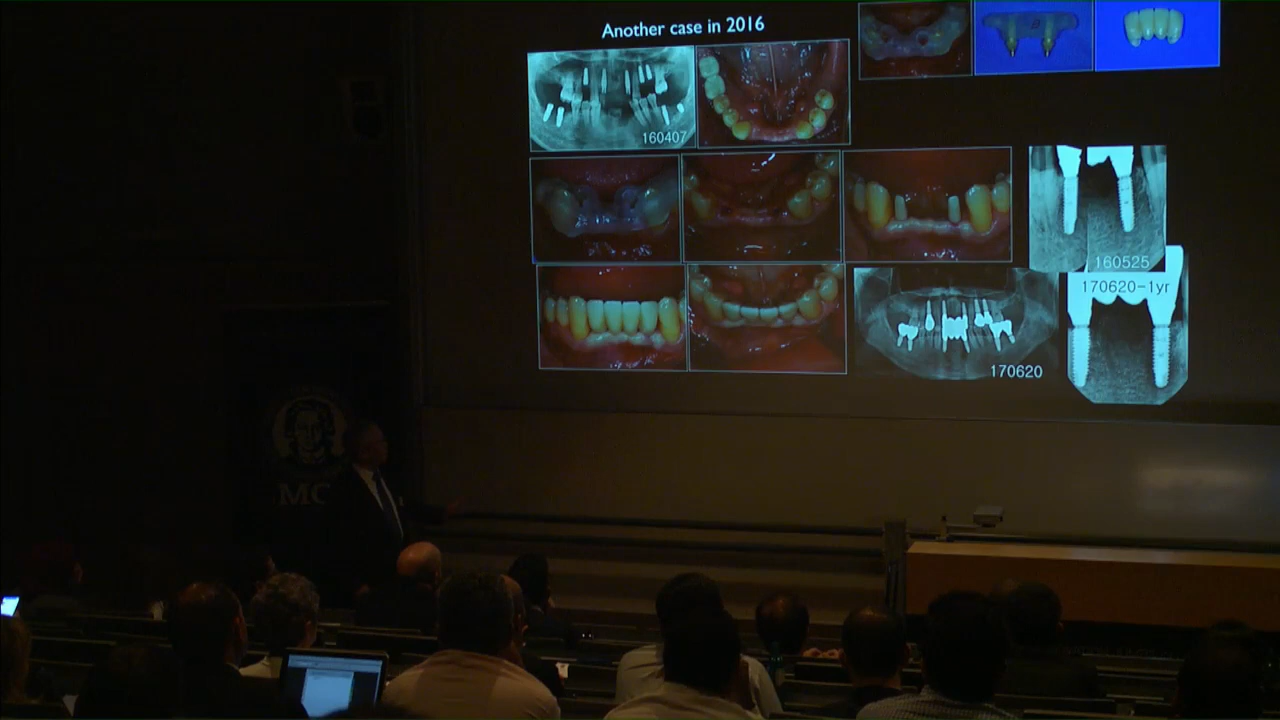 Another case in 2016
160407
160525
170620-1yr
170620
MC